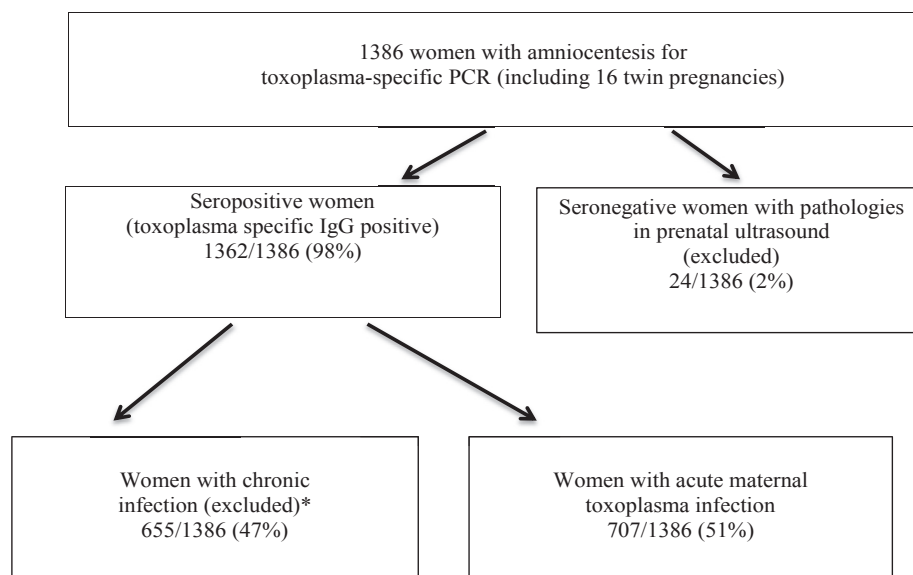 1386 women with amniocentesis for
toxoplasma-specific PCR (including 16 twin pregnancies)
Seropositive women
(toxoplasma specific IgG positive)
1362/1386 (98%)
Seronegative women with pathologies
in prenatal ultrasound
(excluded)
24/1386 (2%)
Women with chronic
infection (excluded)*
655/1386 (47%)
Women with acute maternal
toxoplasma infection
707/1386 (51%)